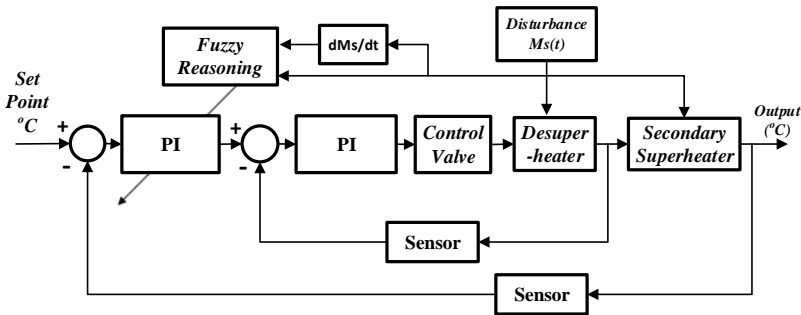 Disturbance
Ms(t)
Fuzzy
Reasoning
dMs/dt
Set
Point
°C
+
-
PI
+
-
PI
Control
Valve
Desuper
-heater
Secondary
Superheater
Output
(°C)
Sensor
Sensor